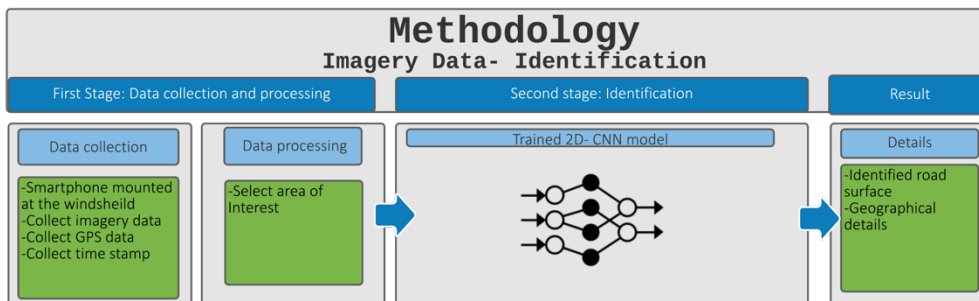 Methodology
Imagery Data- Identification
First Stage: Data collection and processing
Second stage: Identification
Result
Data collection
-Smartphone mounted
at the windsheild
-Collect imagery data
-Collect GPS data
-Collect time stamp
Data processing
-Select area of
Interest
Trained 2D- CNN model
Details
-Identified road
surface
-Geographical
details